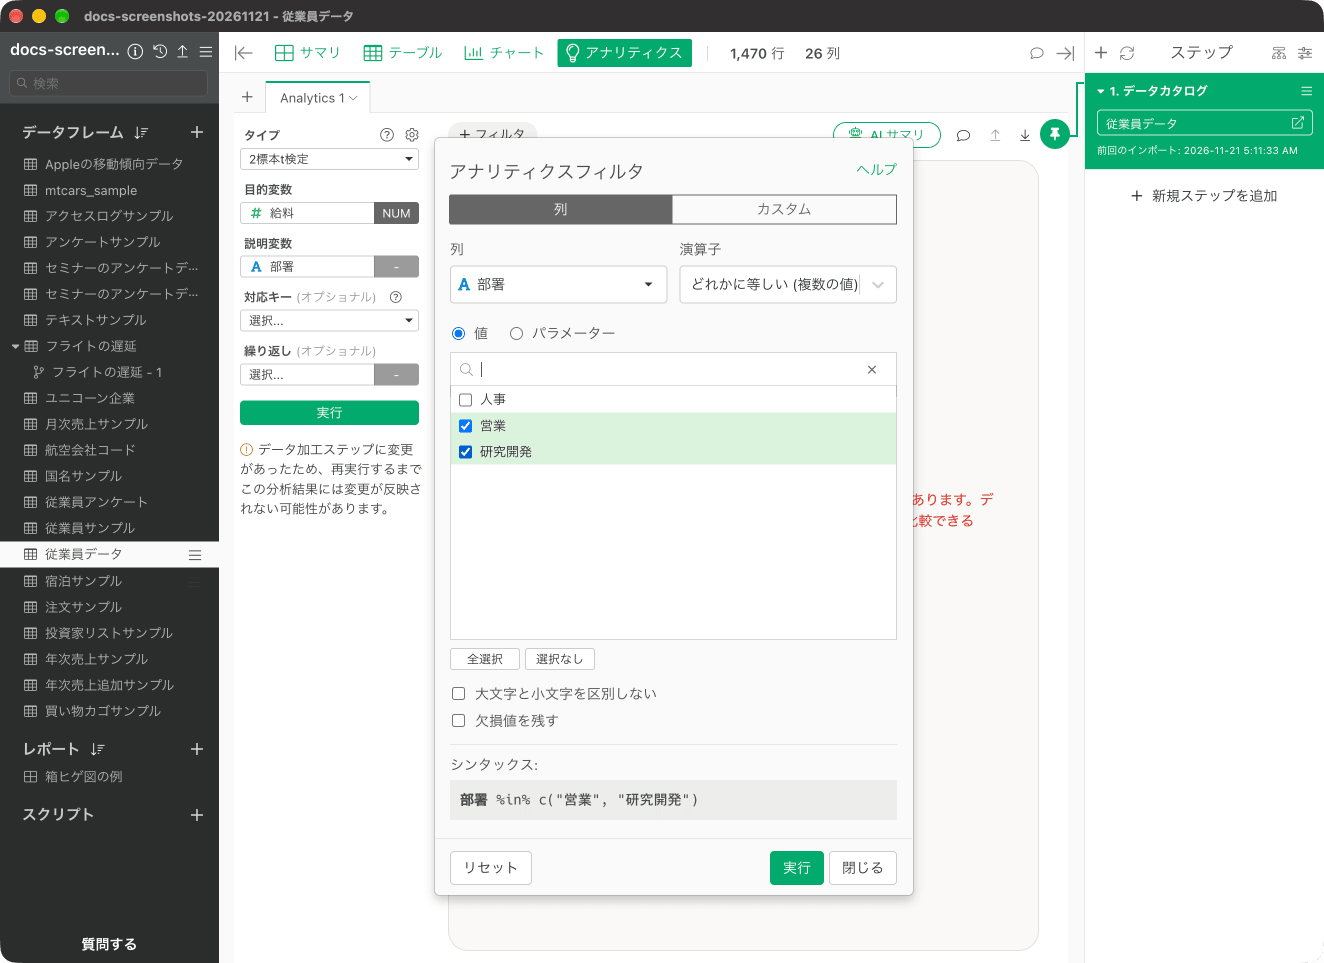 docs-screenshots-20261121 - 従業員データ
docs-screen...
検索
データフレーム
Appleの移動傾向データ
mtcars_sample
アクセスログサンプル
アンケートサンプル
セミナーのアンケートデ...
セミナーのアンケートデ...
テキストサンプル
フライトの遅延
フライトの遅延 - 1
ユニコーン企業
月次売上サンプル
航空会社コード
国名サンプル
従業員アンケート
従業員サンプル
従業員データ
宿泊サンプル
注文サンプル
投資家リストサンプル
年次売上サンプル
年次売上追加サンプル
買い物カゴサンプル
レポート
箱ヒゲ図の例
スクリプト
質問する
サマリ
テーブル
チャート
アナリティクス
1,470 行
26 列
Analytics 1
タイプ
2標本t検定
目的変数
給料
NUM
説明変数
部署
-
対応キー (オプショナル)
選択...
繰り返し (オプショナル)
選択...
-
実行
データ加工ステップに変更
があったため、再実行するまで
この分析結果には変更が反映さ
れない可能性があります。
フィルタ
AI サマリ
あります。デ
比較できる
アナリティクスフィルタ
ヘルプ
列
カスタム
列
演算子
部署
どれかに等しい (複数の値)
値
パラメーター
人事
営業
研究開発
全選択
選択なし
大文字と小文字を区別しない
欠損値を残す
シンタックス:
部署 %in% c("営業", "研究開発")
リセット
実行
閉じる
ステップ
1. データカタログ
従業員データ
前回のインポート: 2026-11-21 5:11:33 AM
新規ステップを追加